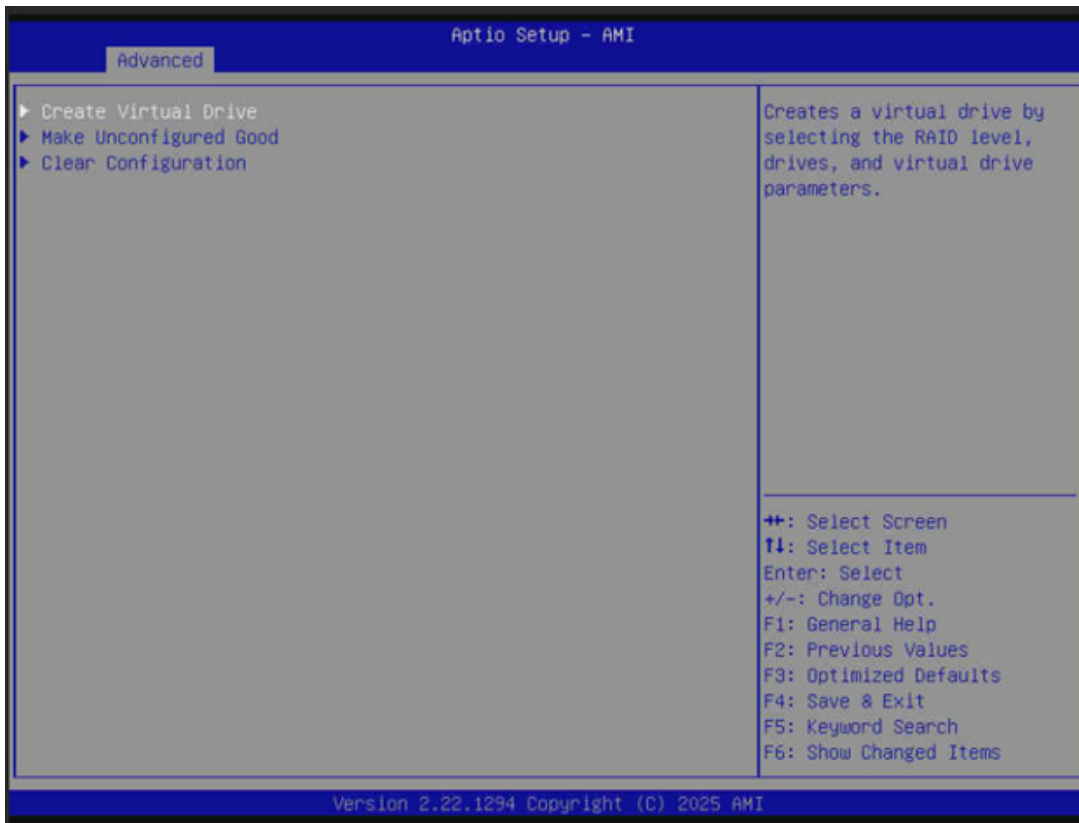 Aptio Setup – AMI
Advanced
▶ Create Virtual Drive
▶ Make Unconfigured Good
▶ Clear Configuration
Creates a virtual drive by
selecting the RAID level,
drives, and virtual drive
parameters.
→←: Select Screen
↑↓: Select Item
Enter: Select
+/-: Change Opt.
F1: General Help
F2: Previous Values
F3: Optimized Defaults
F4: Save & Exit
F5: Keyword Search
F6: Show Changed Items
Version 2.22.1294 Copyright (C) 2025 AMI